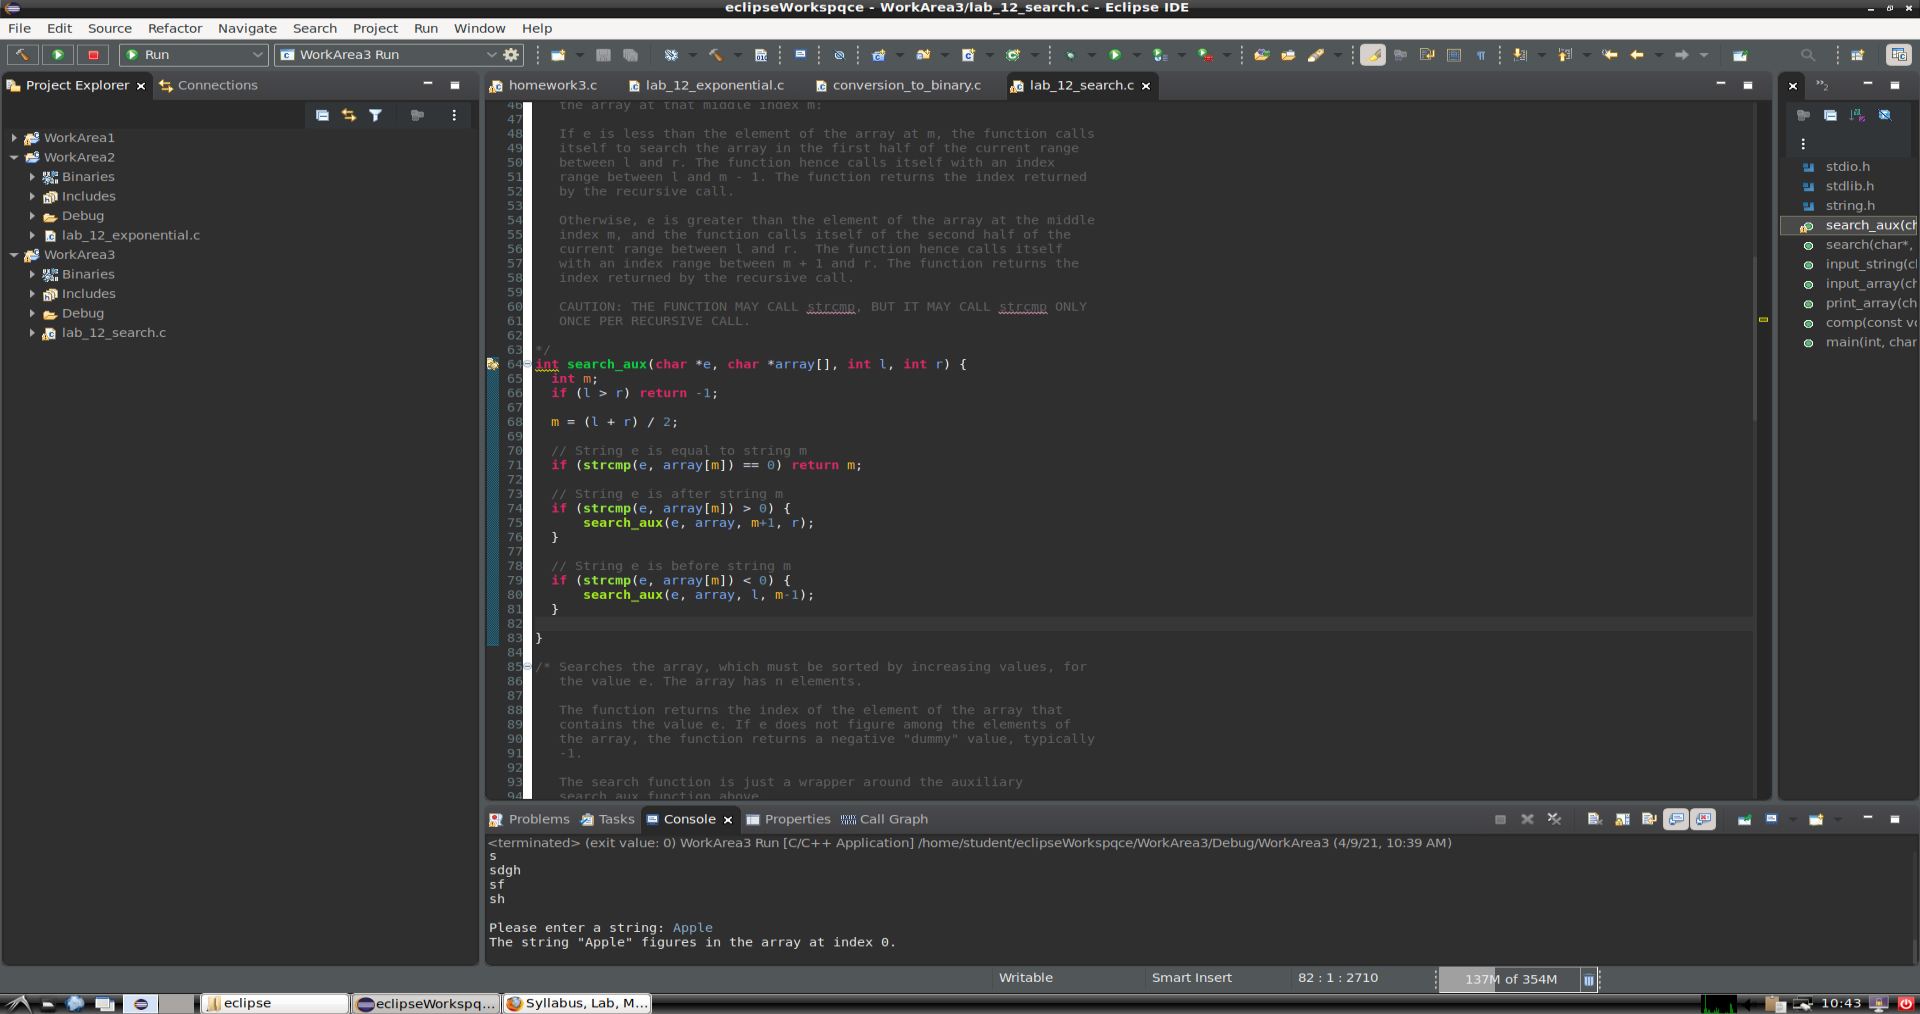 eclipseWorkspqce - WorkArea3/lab_12_search.c - Eclipse IDE
File Edit Source Refactor Navigate Search Project Run Window Help
Run WorkArea3 Run
Project Explorer Connections
WorkArea1
WorkArea2
Binaries
Includes
Debug
lab_12_exponential.c
WorkArea3
Binaries
Includes
Debug
lab_12_search.c
homework3.c lab_12_exponential.c conversion_to_binary.c lab_12_search.c
46 the array at that middle index m:
47
48 If e is less than the element of the array at m, the function calls
49 itself to search the array in the first half of the current range
50 between l and r. The function hence calls itself with an index
51 range between l and m - 1. The function returns the index returned
52 by the recursive call.
53
54 Otherwise, e is greater than the element of the array at the middle
55 index m, and the function calls itself of the second half of the
56 current range between l and r.  The function hence calls itself
57 with an index range between m + 1 and r. The function returns the
58 index returned by the recursive call.
59
60 CAUTION: THE FUNCTION MAY CALL strcmp, BUT IT MAY CALL strcmp ONLY
61 ONCE PER RECURSIVE CALL.
62
63 */
64 int search_aux(char *e, char *array[], int l, int r) {
65 int m;
66 if (l > r) return -1;
67
68 m = (l + r) / 2;
69
70 // String e is equal to string m
71 if (strcmp(e, array[m]) == 0) return m;
72
73 // String e is after string m
74 if (strcmp(e, array[m]) > 0) {
75 search_aux(e, array, m+1, r);
76 }
77
78 // String e is before string m
79 if (strcmp(e, array[m]) < 0) {
80 search_aux(e, array, l, m-1);
81 }
82
83 }
84
85 /* Searches the array, which must be sorted by increasing values, for
86 the value e. The array has n elements.
87
88 The function returns the index of the element of the array that
89 contains the value e. If e does not figure among the elements of
90 the array, the function returns a negative "dummy" value, typically
91 -1.
92
93 The search function is just a wrapper around the auxiliary
94 search_aux function above
stdio.h
stdlib.h
string.h
search_aux(ch
search(char*,
input_string(cl
input_array(ch
print_array(ch
comp(const vo
main(int, char
Problems Tasks Console Properties Call Graph
<terminated> (exit value: 0) WorkArea3 Run [C/C++ Application] /home/student/eclipseWorkspqce/WorkArea3/Debug/WorkArea3 (4/9/21, 10:39 AM)
s
sdgh
sf
sh
Please enter a string: Apple
The string "Apple" figures in the array at index 0.
Writable Smart Insert 82 : 1 : 2710 137M of 354M
eclipse eclipseWorkspq... Syllabus, Lab, M... 10:43